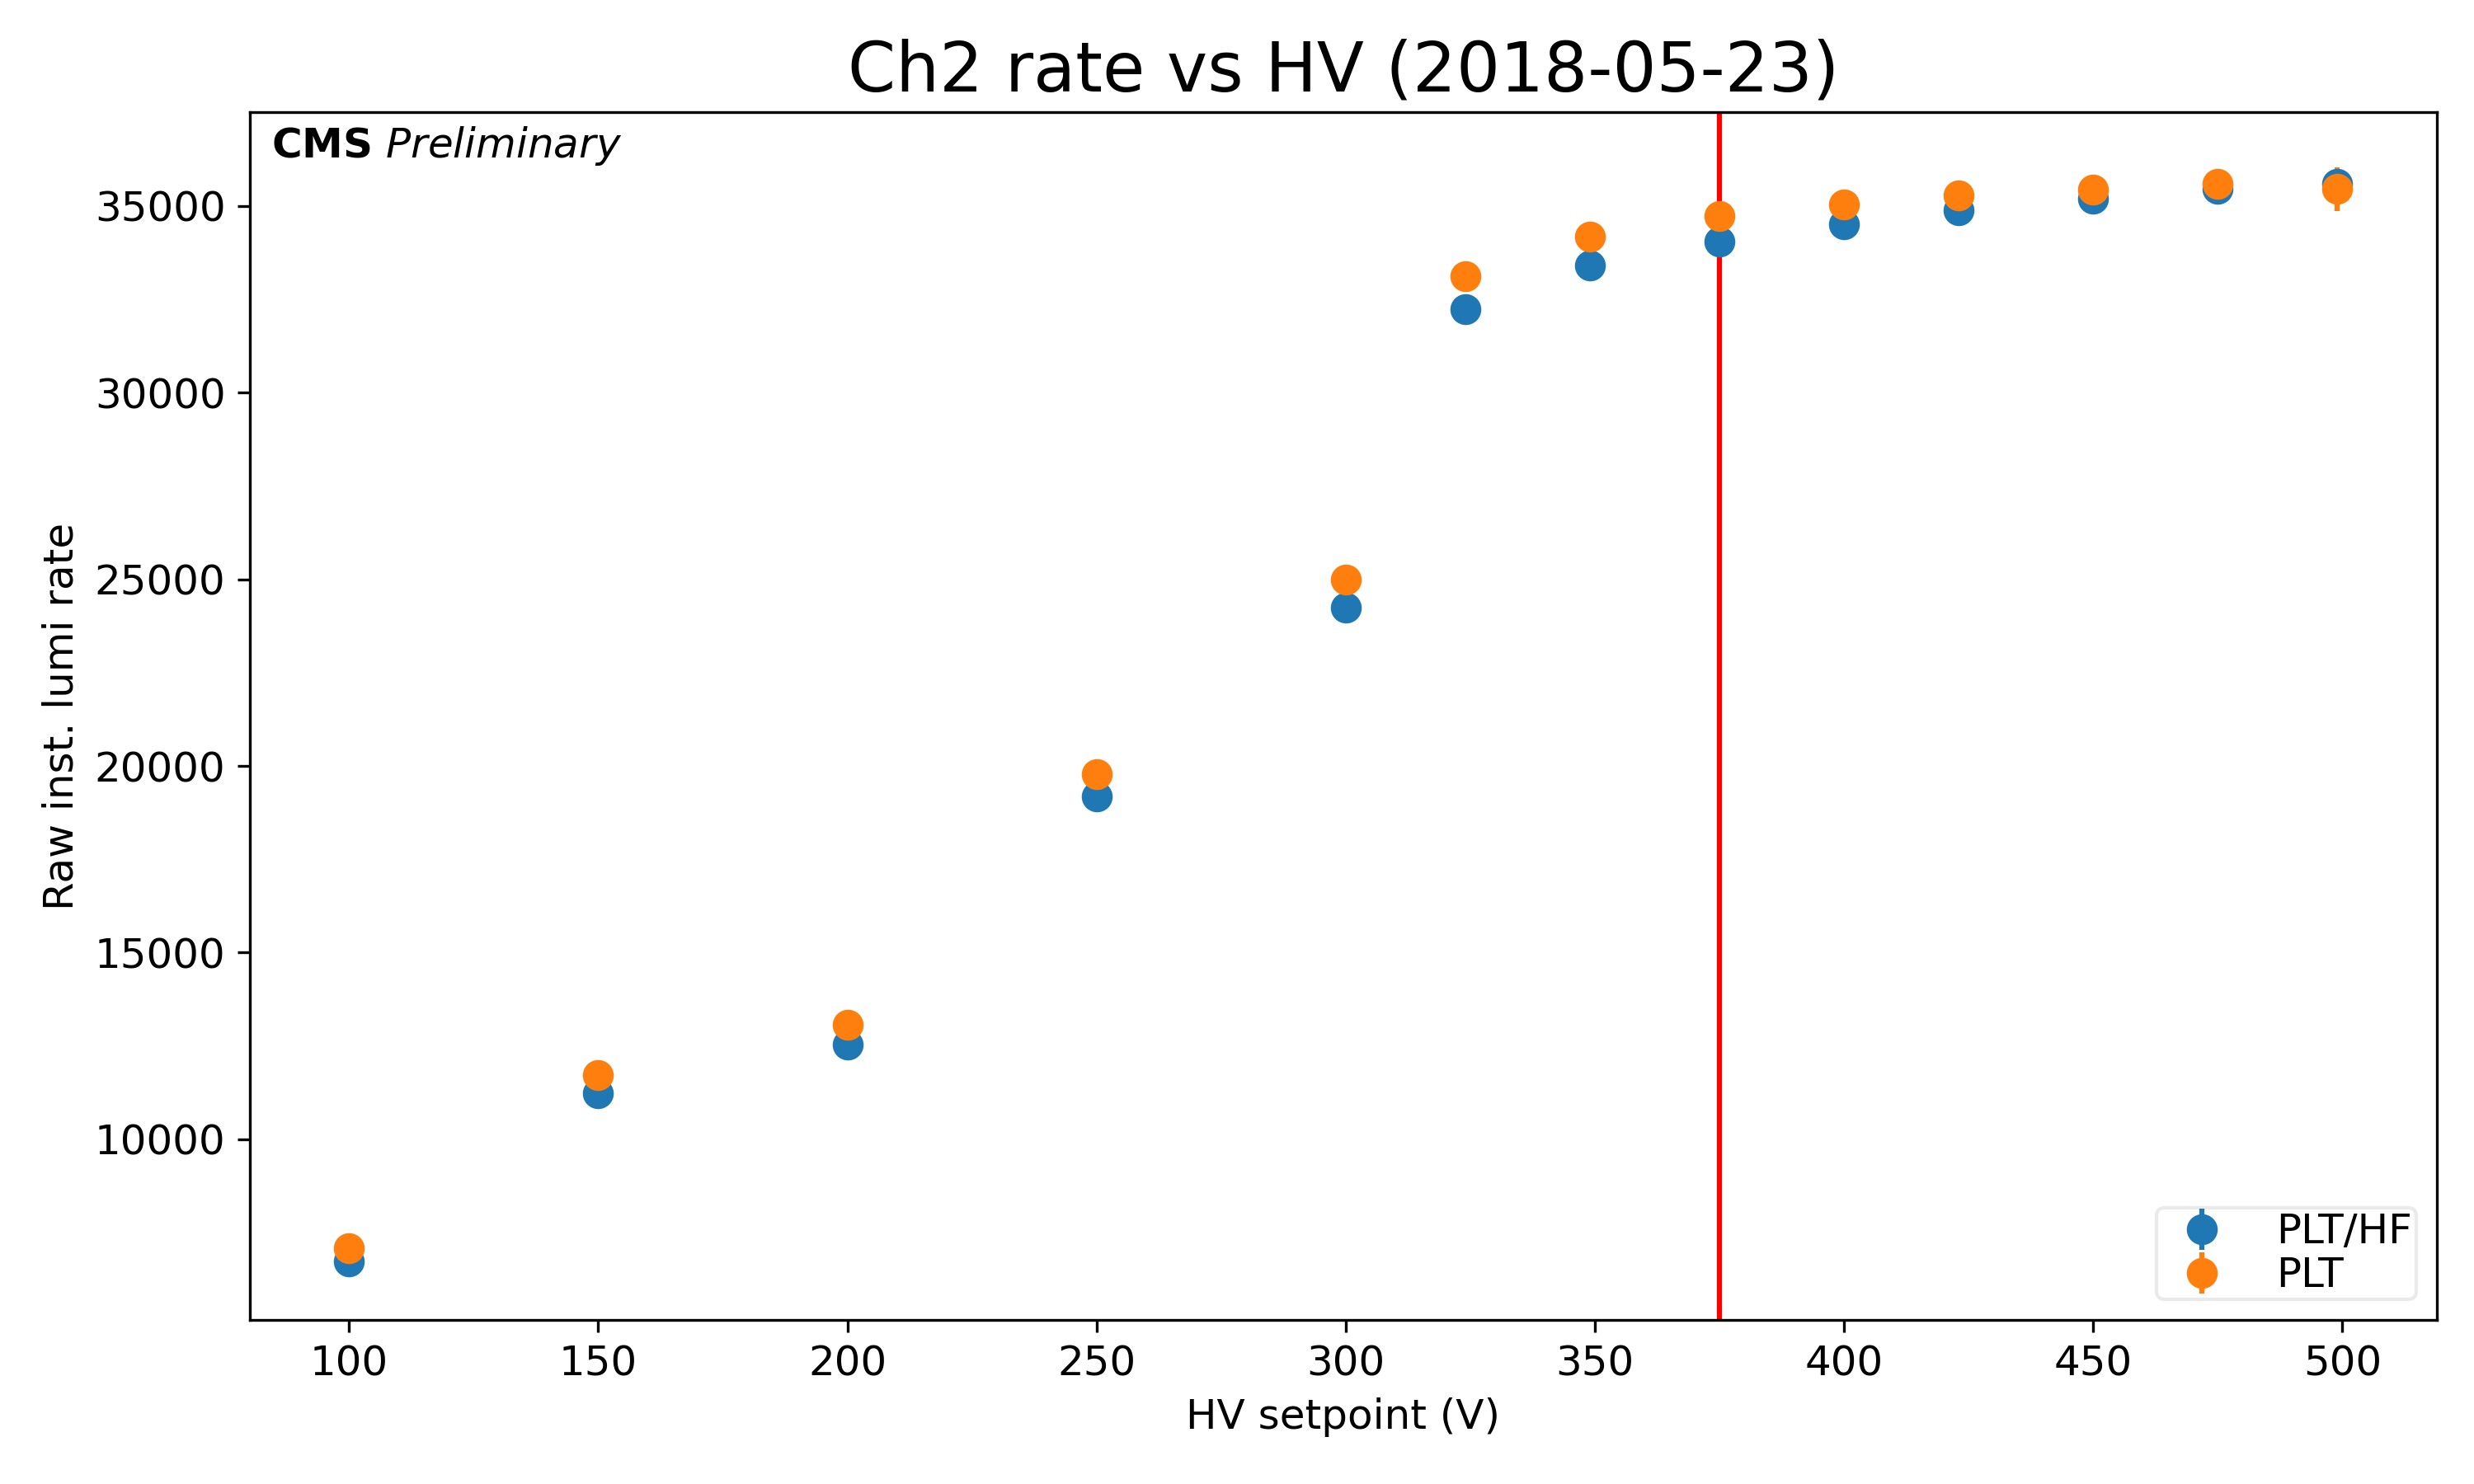 Ch2 rate vs HV (2018-05-23)
CMS Preliminary
35000
30000
25000
20000
15000
10000
Raw inst. lumi rate
PLT/HF
PLT
100 150 200 250 300 350 400 450 500
HV setpoint (V)